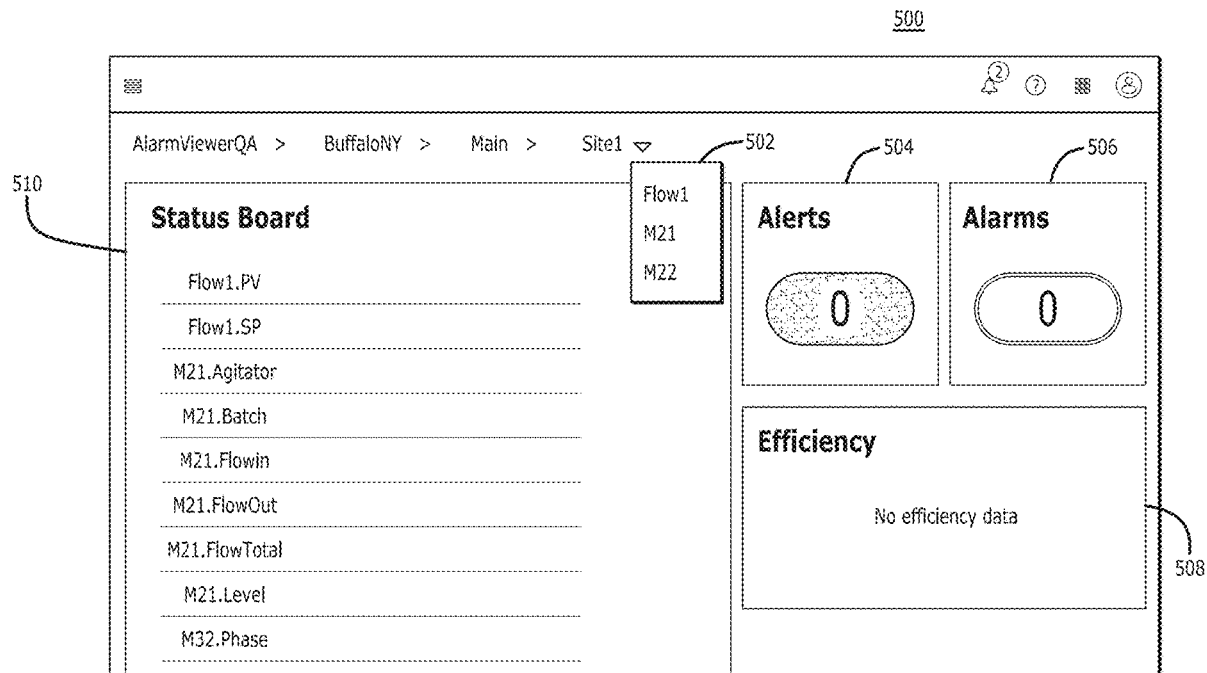 500
2
?
AlarmViewerQA > BuffaloNY > Main > Site1
502
504
506
510
Flow1
M21
M22
Status Board
Flow1.PV
Flow1.SP
M21.Agitator
M21.Batch
M21.Flowin
M21.FlowOut
M21.FlowTotal
M21.Level
M32.Phase
Alerts
0
Alarms
0
Efficiency
No efficiency data
508